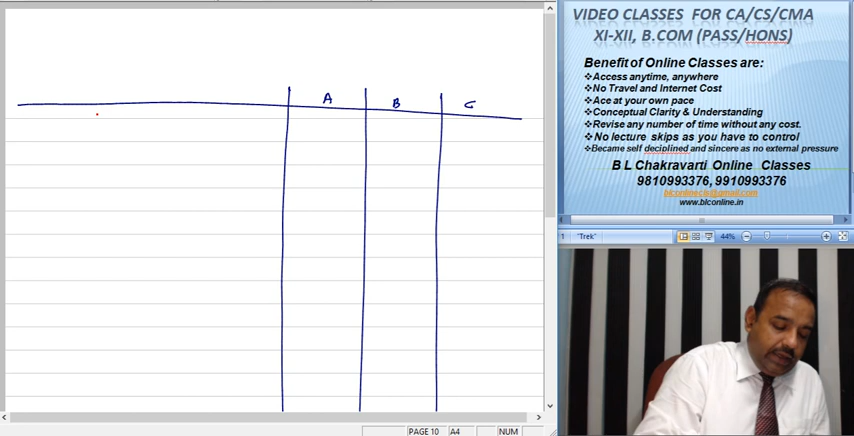 A B C
VIDEO CLASSES FOR CA/CS/CMA
XI-XII, B.COM (PASS/HONS)
Benefit of Online Classes are:
❖Access anytime, anywhere
❖No Travel and Internet Cost
❖Ace at your own pace
❖Conceptual Clarity & Understanding
❖Revise any number of time without any cost.
❖No lecture skips as you have to control
❖Became self deciplined and sincere as no external pressure
B L Chakravarti Online Classes
9810993376, 9910993376
blconlinecls@gmail.com
www.blconline.in
1 "Trek" 44%
PAGE 10 A4 NUM